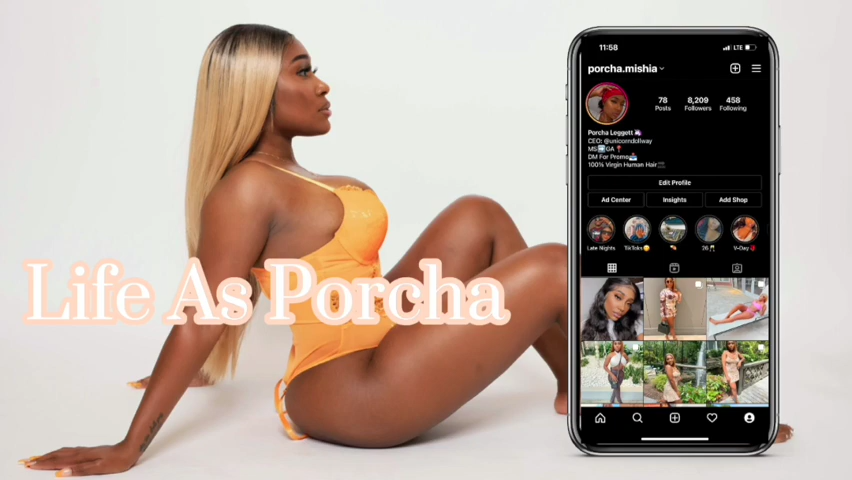 Life As Porcha
11:58
LTE
porcha.mishia
78
8,209
458
Posts
Followers
Following
Porcha Leggett🦄
CEO: @unicorndollway
MS➡️GA📍
DM For Promo📩
100% Virgin Human Hair
Edit Profile
Ad Center
Insights
Add Shop
Late Nights
TikToks😋
V-Day